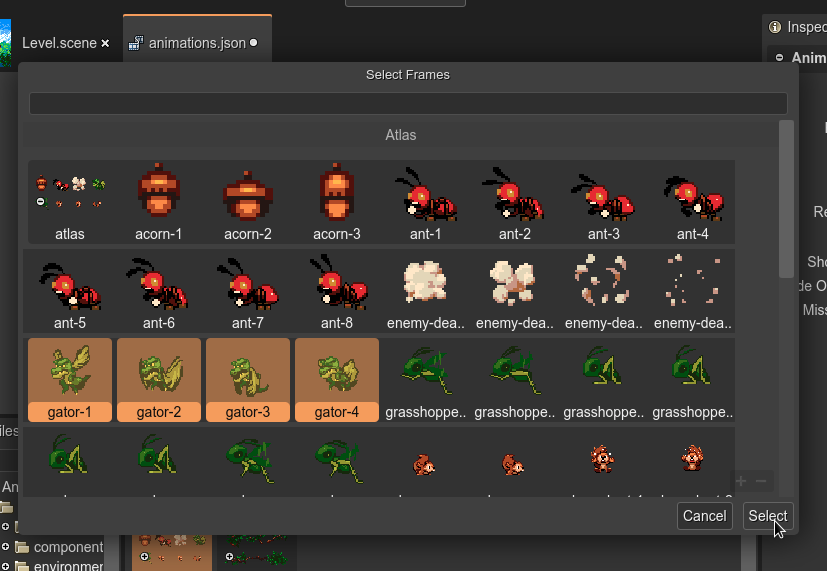 Level.scene × animations.json
Inspec
Anim
Select Frames
Atlas
atlas acorn-1 acorn-2 acorn-3 ant-1 ant-2 ant-3 ant-4
Re
Sho
ant-5 ant-6 ant-7 ant-8 enemy-dea.. enemy-dea.. enemy-dea.. enemy-dea..
de O
Miss
gator-1 gator-2 gator-3 gator-4 grasshoppe.. grasshoppe.. grasshoppe.. grasshoppe..
iles
An
Cancel Select
component
environmer